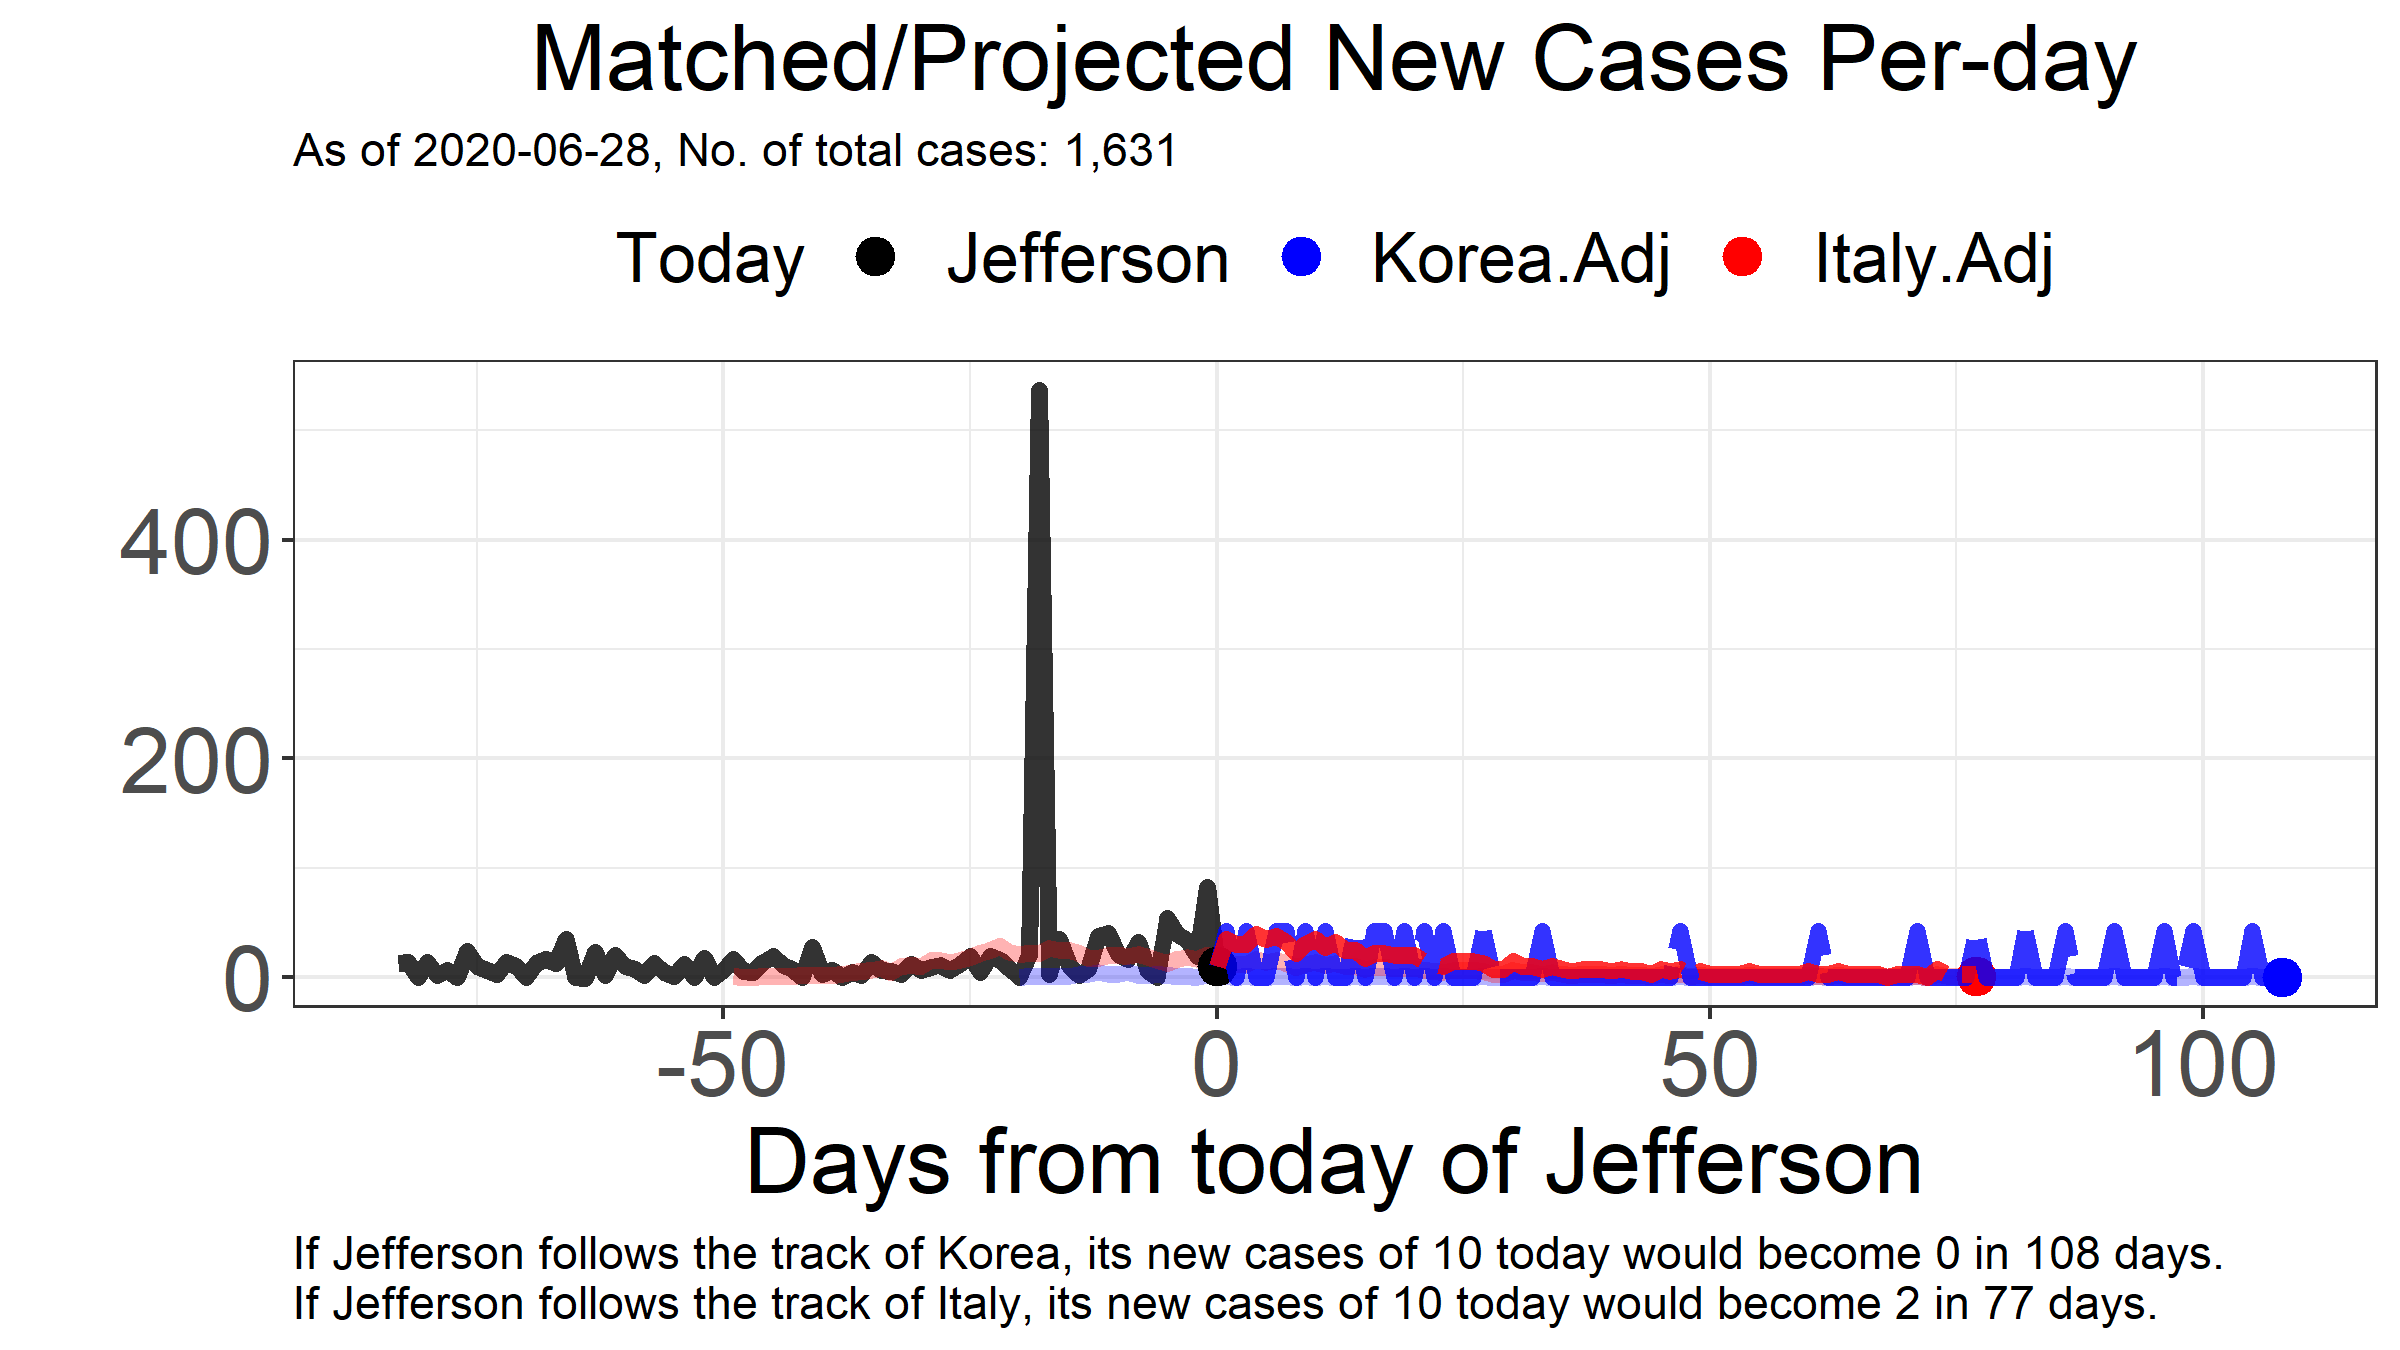 Matched/Projected New Cases Per-day
As of 2020-06-28, No. of total cases: 1,631
Today Jefferson Korea.Adj Italy.Adj
400
200
0
-50 0 50 100
Days from today of Jefferson
If Jefferson follows the track of Korea, its new cases of 10 today would become 0 in 108 days.
If Jefferson follows the track of Italy, its new cases of 10 today would become 2 in 77 days.